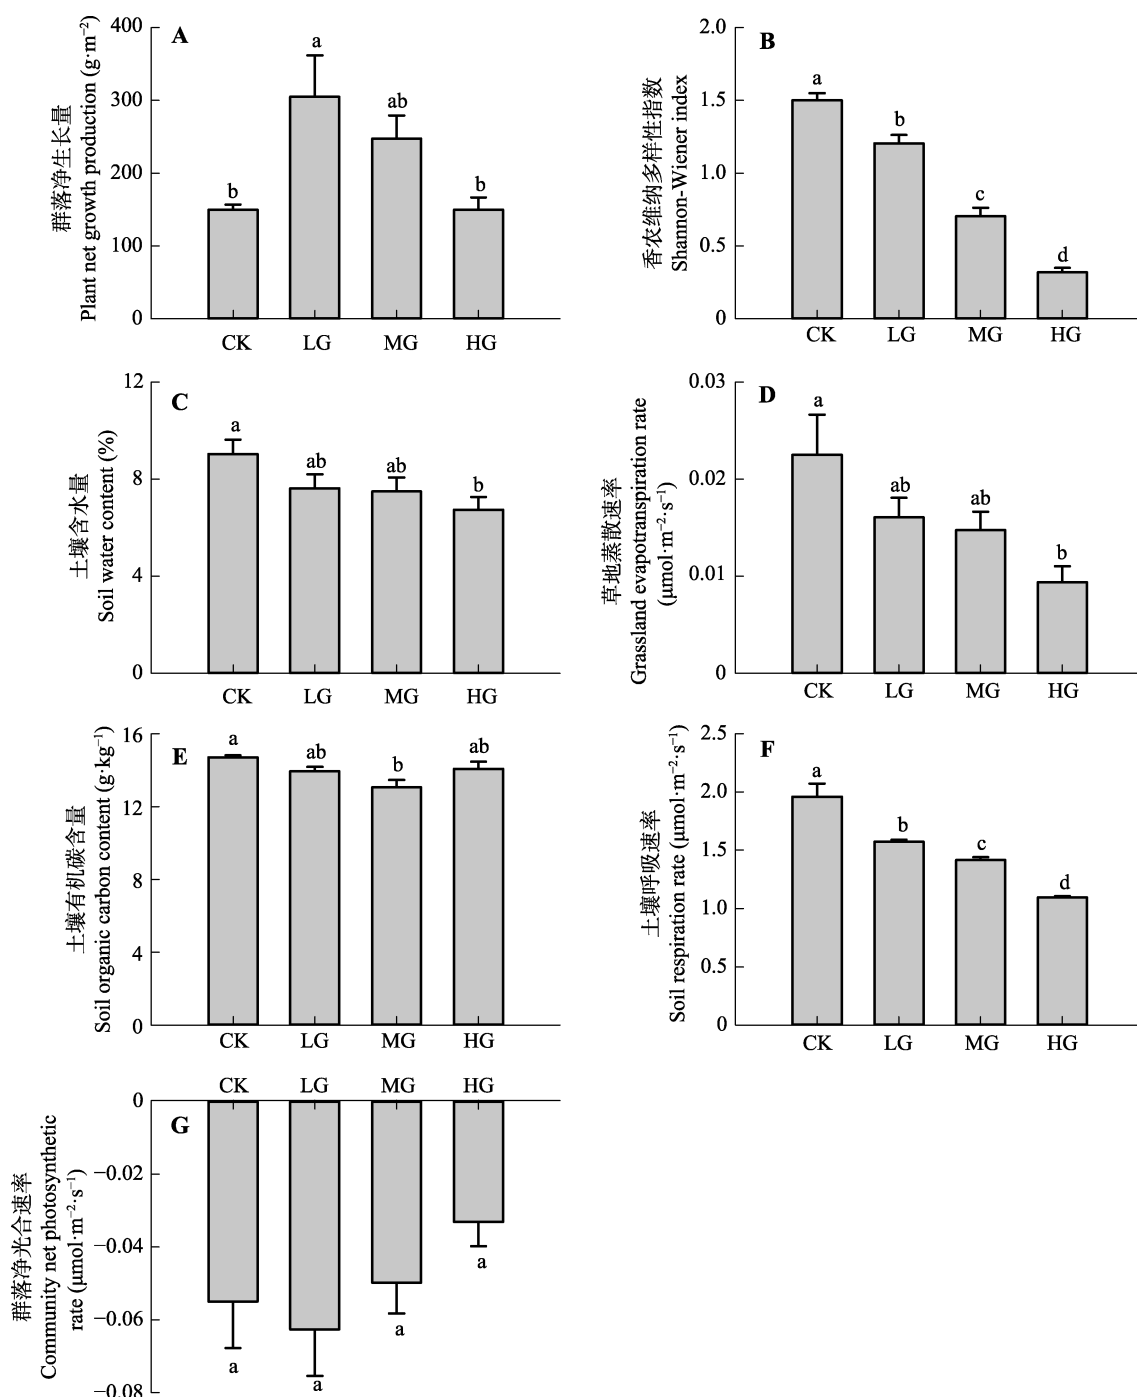 A
群落净生长量
Plant net growth production (g·m⁻²)
400
300
200
100
0
b
a
ab
b
CK
LG
MG
HG
B
香农维纳多样性指数
Shannon-Wiener index
2.0
1.5
1.0
0.5
0
a
b
c
d
CK
LG
MG
HG
C
土壤含水量
Soil water content (%)
12
8
4
0
a
ab
ab
b
CK
LG
MG
HG
D
草地蒸散速率
Grassland evapotranspiration rate
(μmol·m⁻²·s⁻¹)
0.03
0.02
0.01
0
a
ab
ab
b
CK
LG
MG
HG
E
土壤有机碳含量
Soil organic carbon content (g·kg⁻¹)
16
12
8
4
0
a
ab
b
ab
CK
LG
MG
HG
F
土壤呼吸速率
Soil respiration rate (μmol·m⁻²·s⁻¹)
2.5
2.0
1.5
1.0
0.5
0
a
b
c
d
CK
LG
MG
HG
G
群落净光合速率
Community net photosynthetic
rate (μmol·m⁻²·s⁻¹)
CK
LG
MG
HG
0
−0.02
−0.04
−0.06
−0.08
a
a
a
a